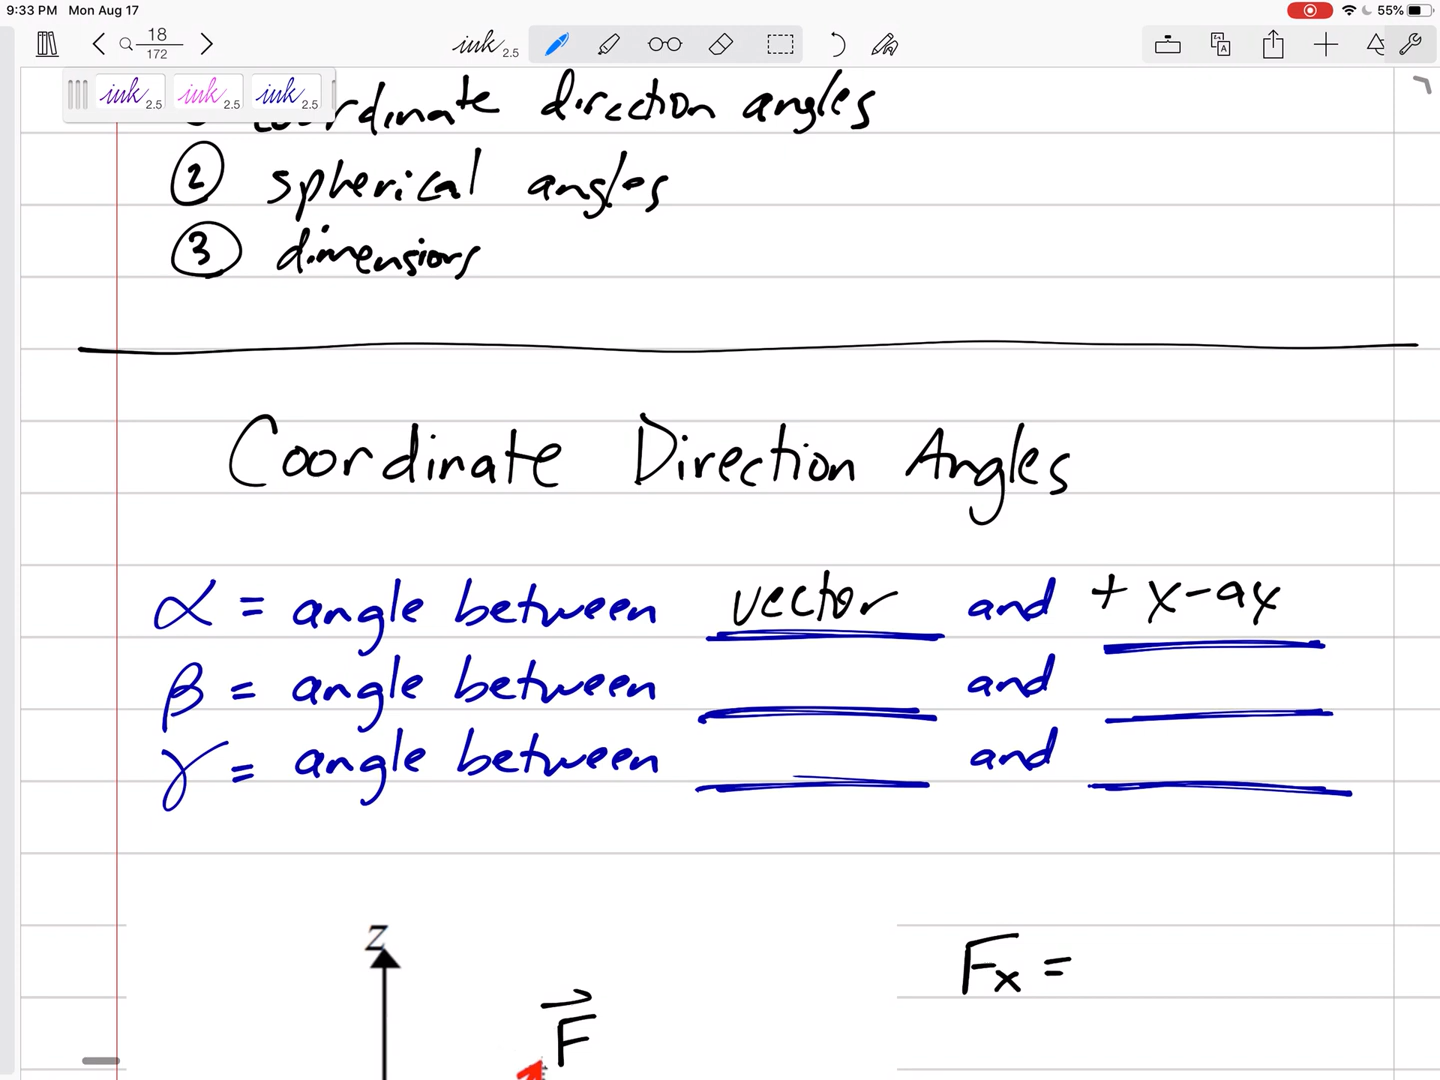 9:33 PM Mon Aug 17
55%
18
172
ink 2.5
ink 2.5 ink 2.5 ink 2.5
rdinate direction angles
2 spherical angles
3 dimensions
Coordinate Direction Angles
α = angle between vector and + x-ax
β = angle between and
γ = angle between and
z
Fx =
F